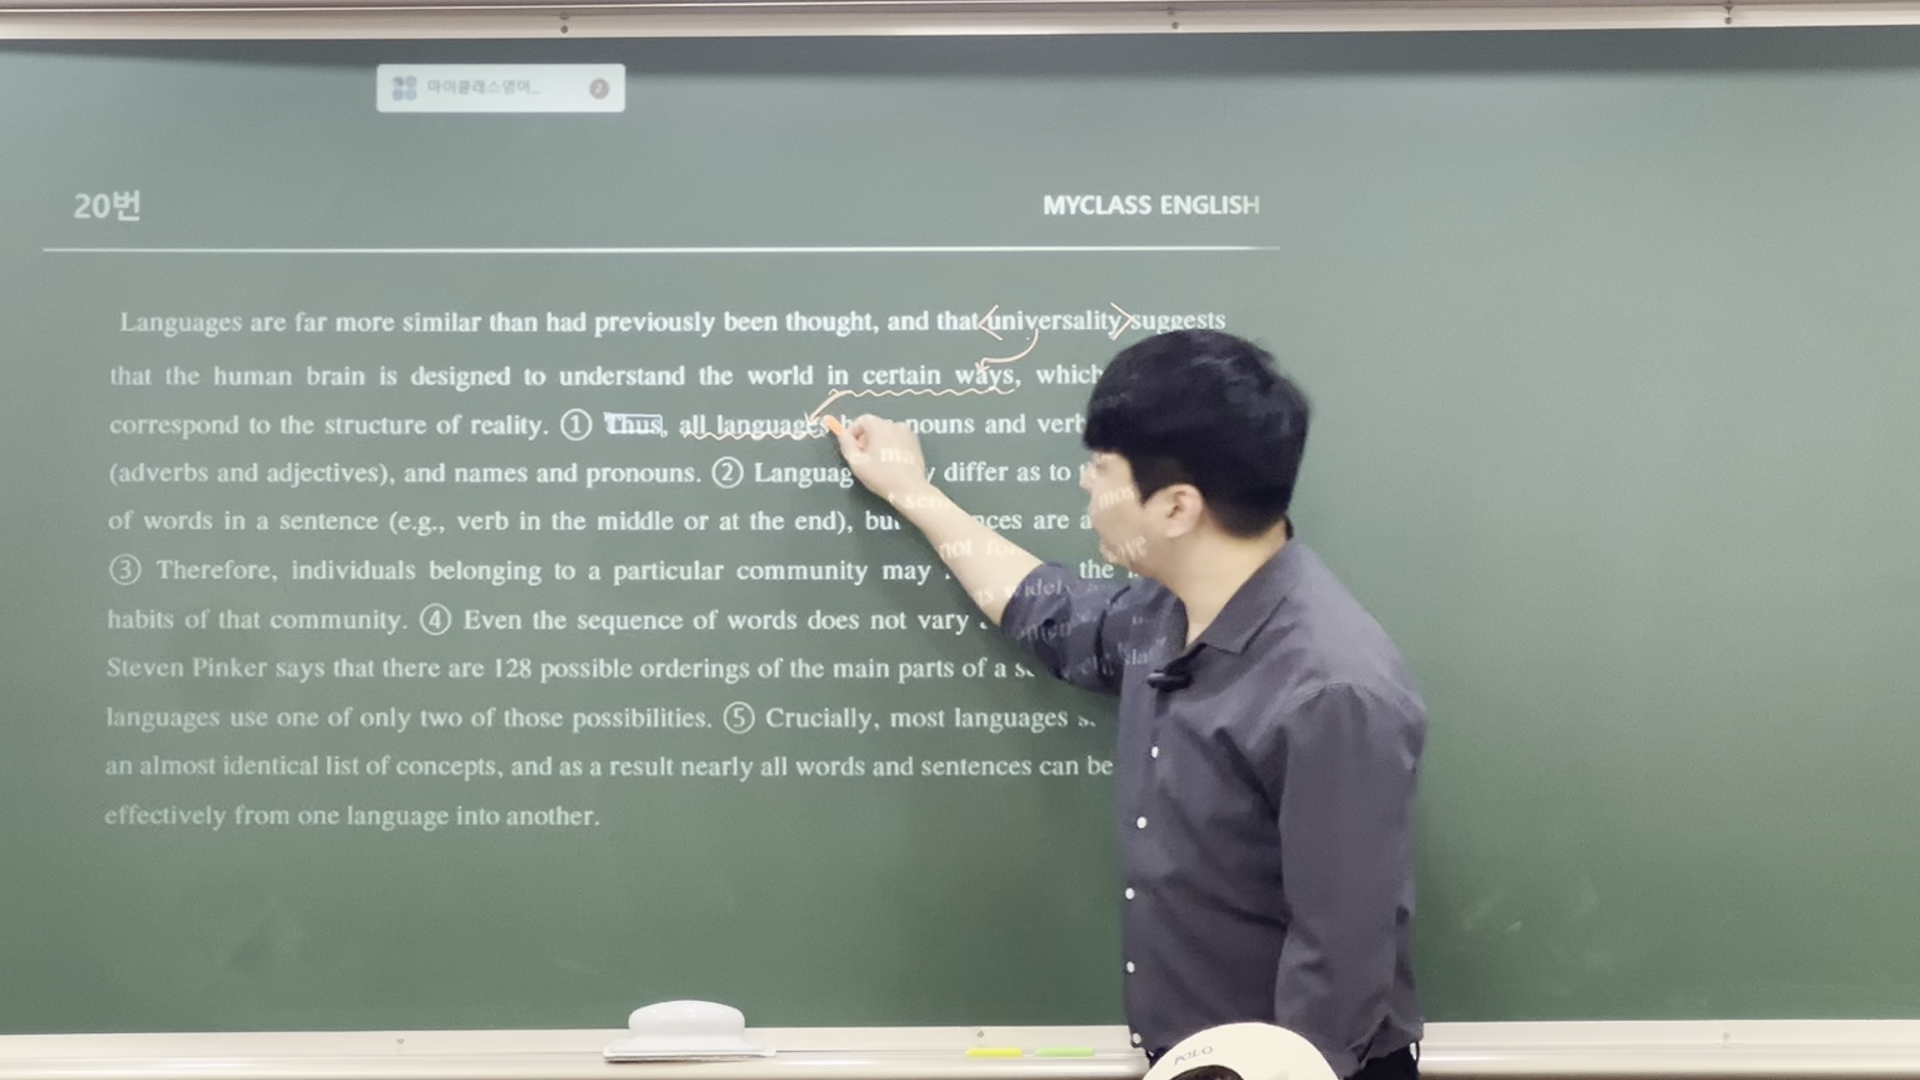 마이클래스영어_
20번
MYCLASS ENGLISH
Languages are far more similar than had previously been thought, and that universality suggests
that the human brain is designed to understand the world in certain ways, which
correspond to the structure of reality. ① Thus, all languages nouns and verb
(adverbs and adjectives), and names and pronouns. ② may differ as to
of words in a sentence (e.g., verb in the middle or at the end), but are
③ Therefore, individuals belonging to a particular community may the
habits of that community. ④ Even the sequence of words does not vary
Steven Pinker says that there are 128 possible orderings of the main parts of a
languages use one of only two of those possibilities. ⑤ Crucially, most languages
an almost identical list of concepts, and as a result nearly all words and sentences can be
effectively from one language into another.
POLO